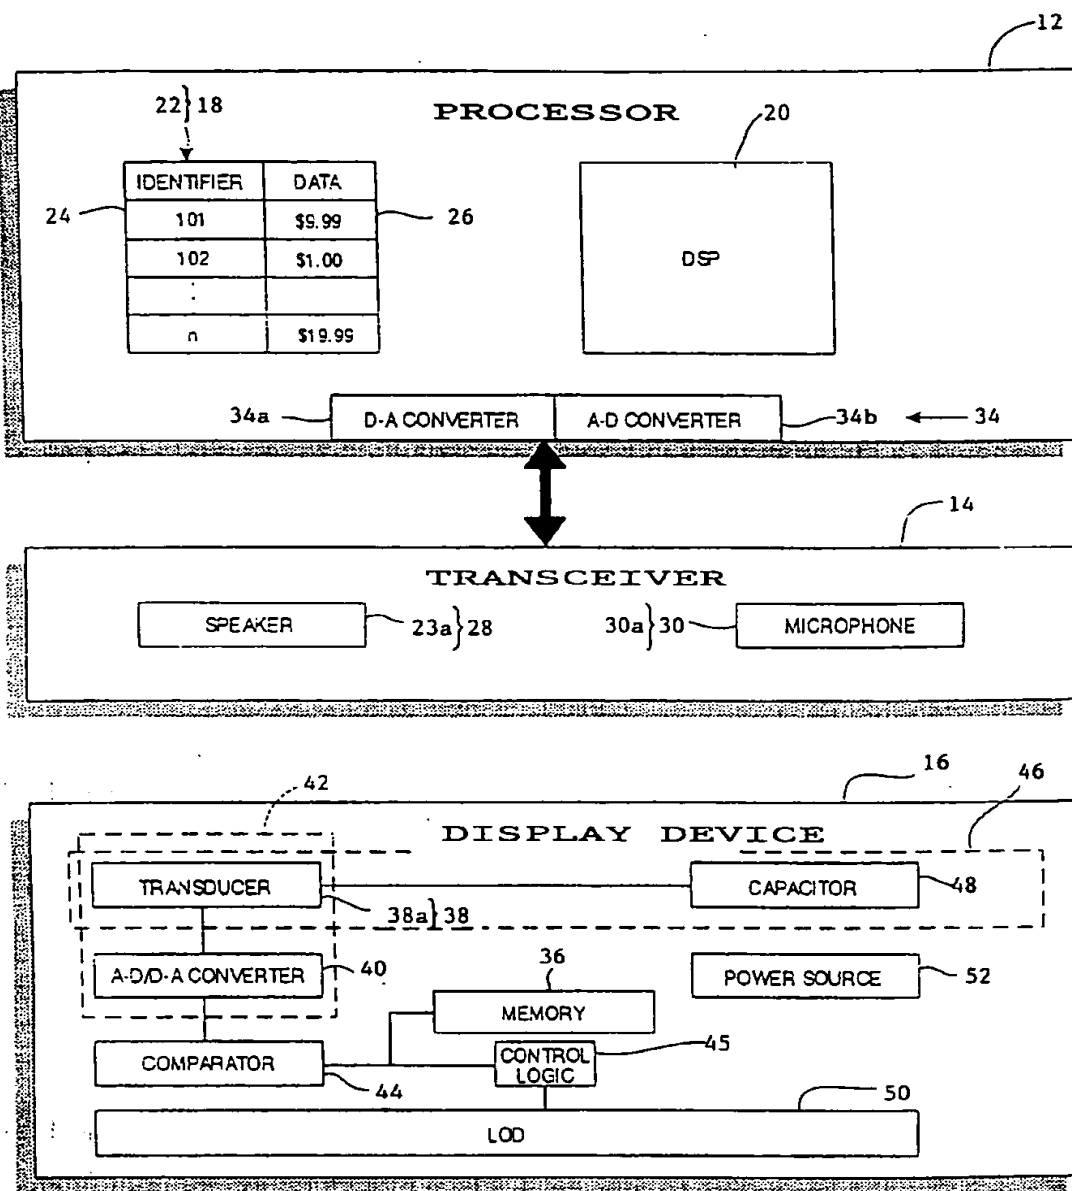 12
PROCESSOR
22}18
20
IDENTIFIER DATA
24
101 $9.99
26
102 $1.00
DSP
n $19.99
34a
D-A CONVERTER
A-D CONVERTER
34b
34
14
TRANSCEIVER
SPEAKER
23a}28
30a}30
MICROPHONE
42
16
46
DISPLAY DEVICE
TRANSDUCER
CAPACITOR
48
38a}38
A-D/D-A CONVERTER
40
36
POWER SOURCE
52
MEMORY
COMPARATOR
CONTROL
LOGIC
45
44
50
LCD